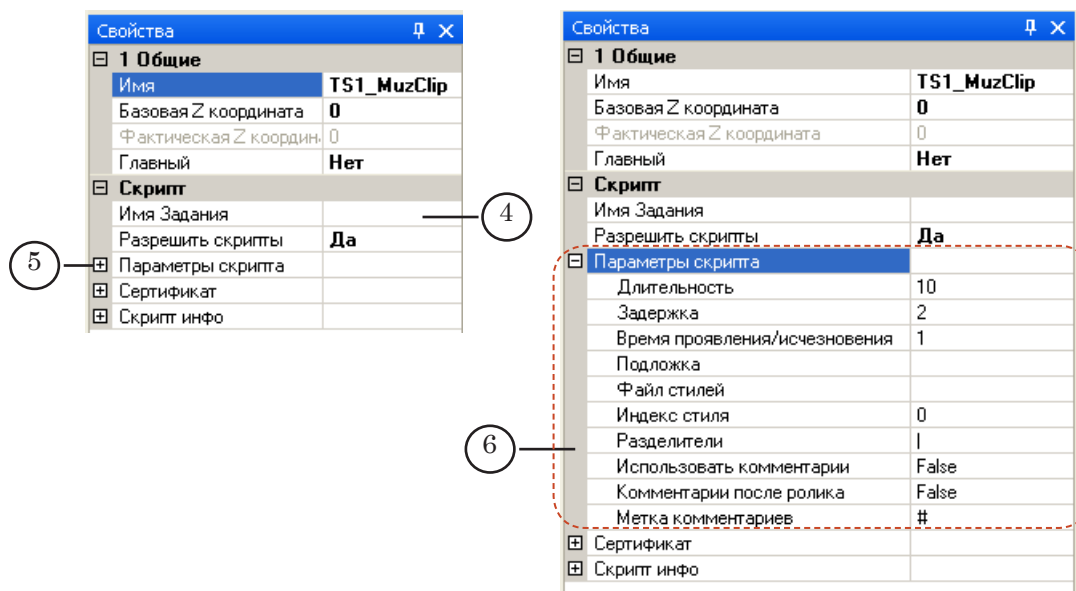 Свойства
1 Общие
Имя TS1_MuzClip
Базовая Z координата 0
Фактическая Z координ 0
Главный Нет
Скрипт
Имя Задания
Разрешить скрипты Да
Параметры скрипта
Сертификат
Скрипт инфо
4
5
Свойства
1 Общие
Имя TS1_MuzClip
Базовая Z координата 0
Фактическая Z координата 0
Главный Нет
Скрипт
Имя Задания
Разрешить скрипты Да
Параметры скрипта
Длительность 10
Задержка 2
Время проявления/исчезновения 1
Подложка
Файл стилей
Индекс стиля 0
Разделители |
Использовать комментарии False
Комментарии после ролика False
Метка комментариев #
Сертификат
Скрипт инфо
6